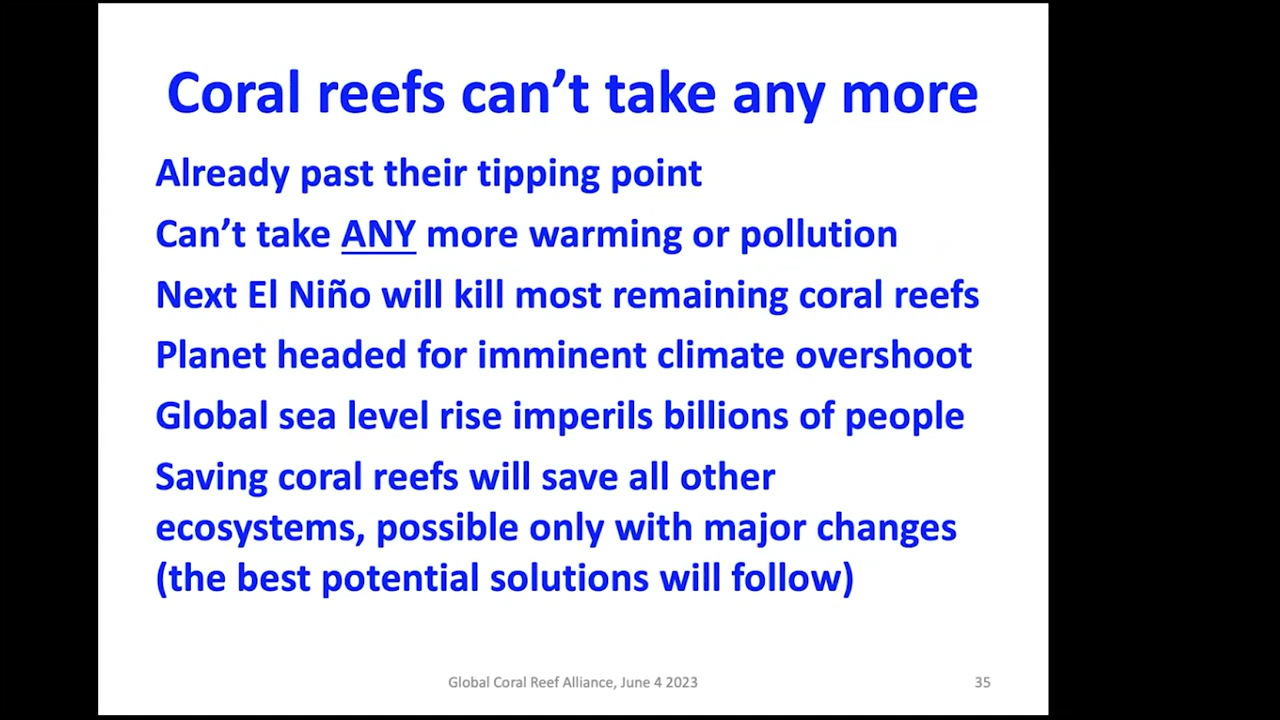 Coral reefs can’t take any more
Already past their tipping point
Can’t take ANY more warming or pollution
Next El Niño will kill most remaining coral reefs
Planet headed for imminent climate overshoot
Global sea level rise imperils billions of people
Saving coral reefs will save all other
ecosystems, possible only with major changes
(the best potential solutions will follow)
Global Coral Reef Alliance, June 4 2023
35